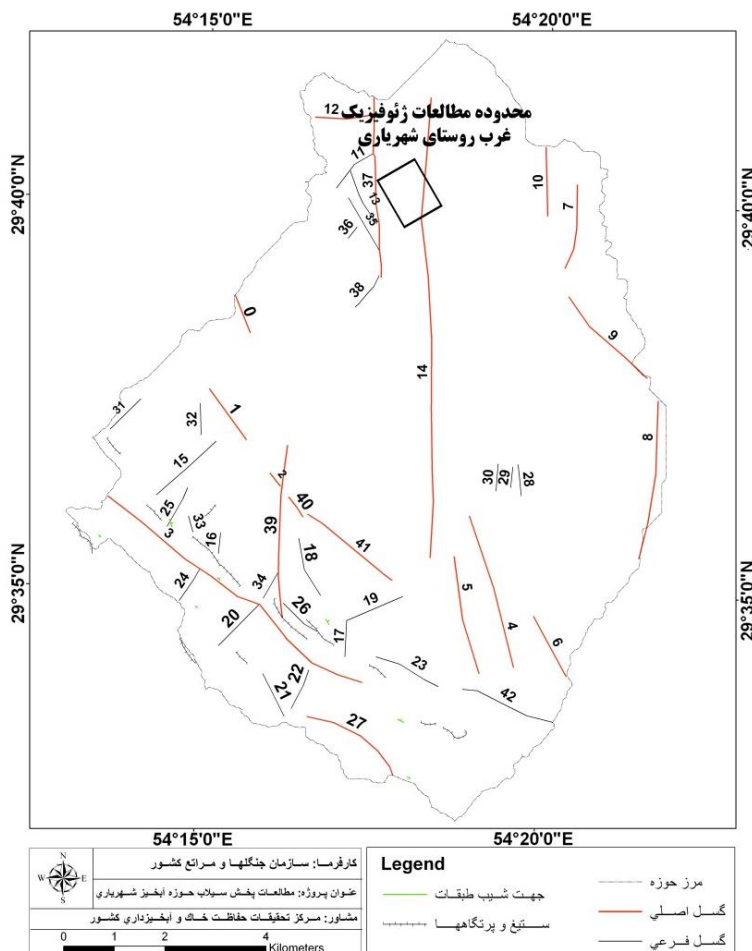 54°15'0"E
54°20'0"E
محدوده مطالعات ژئوفیزیک
غرب روستای شهریاری
12
11
37
13
35
36
38
10
7
29°40'0"N
29°40'0"N
0
9
14
31
1
32
8
15
2
30
29
28
25
40
3
33
16
39
41
18
24
34
5
4
29°35'0"N
29°35'0"N
20
26
19
17
6
23
22
21
42
27
54°15'0"E
54°20'0"E
N
W
E
S
کارفرما: سازمان جنگلها و مراتع کشور
عنوان پروژه: مطالعات پخش سیلاب حوزه آبخیز شهریاری
مشاور: مرکز تحقیقات حفاظت خاک و آبخیزداری کشور
0 1 2 4
Kilometers
Legend
جهت شیب طبقات
ستیغ و پرتگاهها
مرز حوزه
گسل اصلی
گسل فرعی